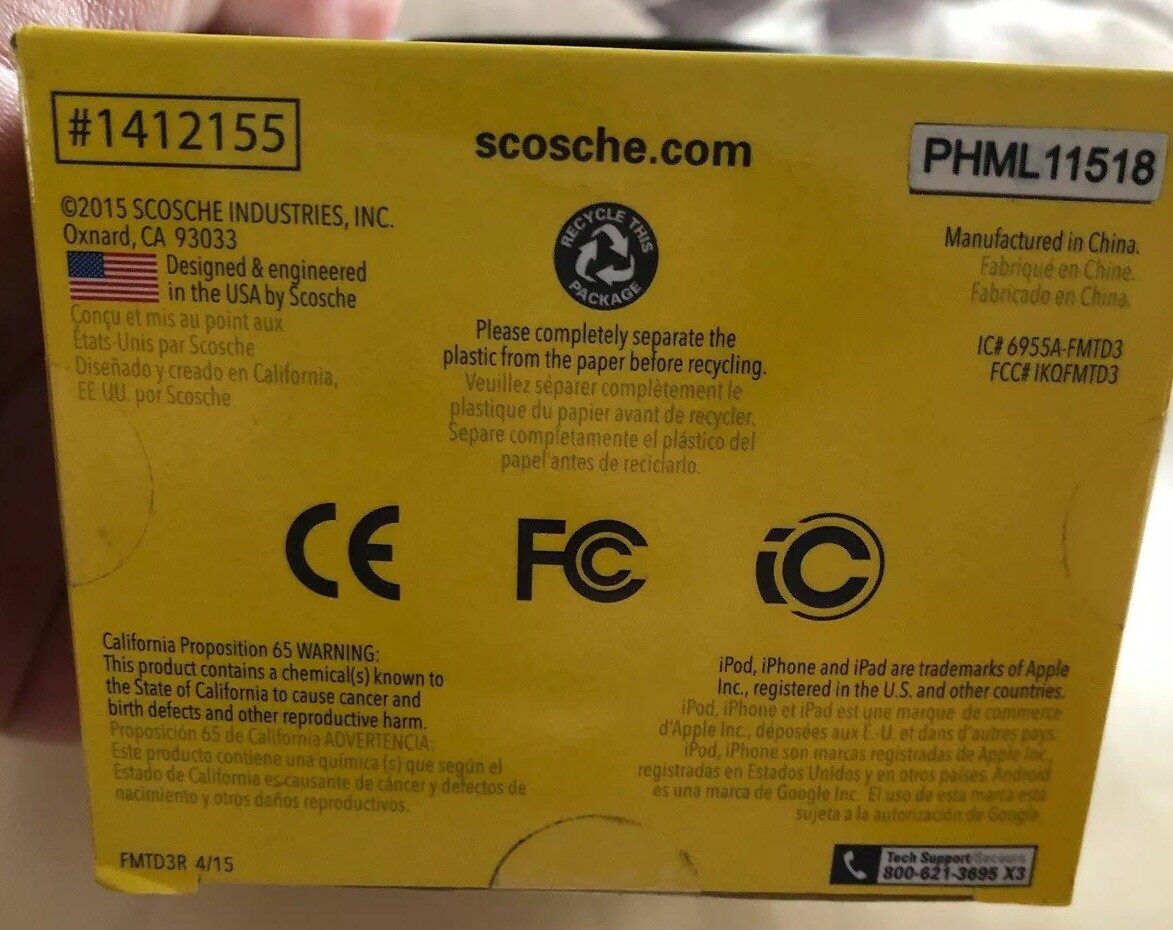 #1412155
©2015 SCOSCHE INDUSTRIES, INC.
Oxnard, CA 93033
Designed & engineered
in the USA by Scosche
Conçu et mis au point aux
États-Unis par Scosche
Diseñado y creado en California,
EE UU. por Scosche
scosche.com
RECYCLE THIS
PACKAGE
Please completely separate the
plastic from the paper before recycling.
Veuillez séparer complètement le
plastique du papier avant de recycler.
Separe completamente el plástico del
papel antes de reciclarlo.
PHML11518
Manufactured in China.
Fabriqué en Chine.
Fabricado en China.
IC# 6955A-FMTD3
FCC# IKQFMTD3
CE
FC
IC
California Proposition 65 WARNING:
This product contains a chemical(s) known to
the State of California to cause cancer and
birth defects and other reproductive harm.
Proposición 65 de California ADVERTENCIA:
Este producto contiene una química (s) que según el
Estado de California es causante de cáncer y defectos de
nacimiento y otros daños reproductivos.
FMTD3R 4/15
iPod, iPhone and iPad are trademarks of Apple
Inc., registered in the U.S. and other countries.
iPod, iPhone et iPad est une marque de commerce
d'Apple Inc., déposées aux É.-U. et dans d'autres pays.
iPod, iPhone son marcas registradas de Apple Inc.,
registradas en Estados Unidos y en otros países. Android
es una marca de Google Inc. El uso de esta marca está
sujeta a la autorización de Google.
Tech Support
800-621-3695 X3